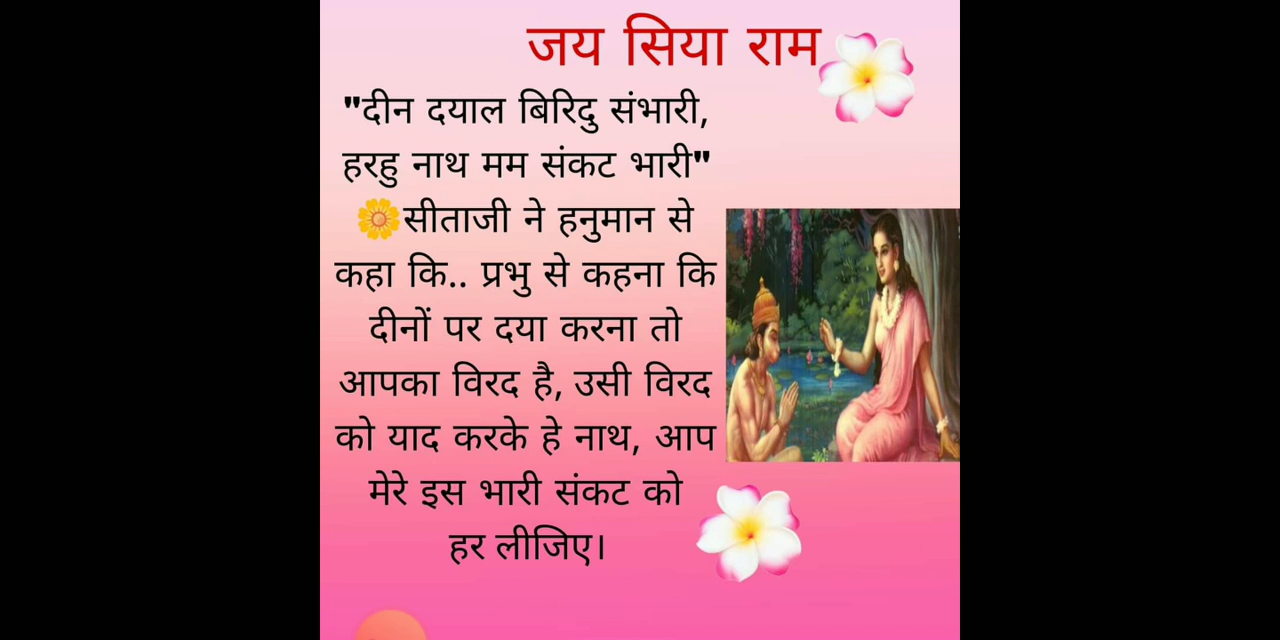 जय सिया राम
"दीन दयाल बिरिदु संभारी,
हरहु नाथ मम संकट भारी"
🌼सीताजी ने हनुमान से
कहा कि.. प्रभु से कहना कि
दीनों पर दया करना तो
आपका विरद है, उसी विरद
को याद करके हे नाथ, आप
मेरे इस भारी संकट को
हर लीजिए।